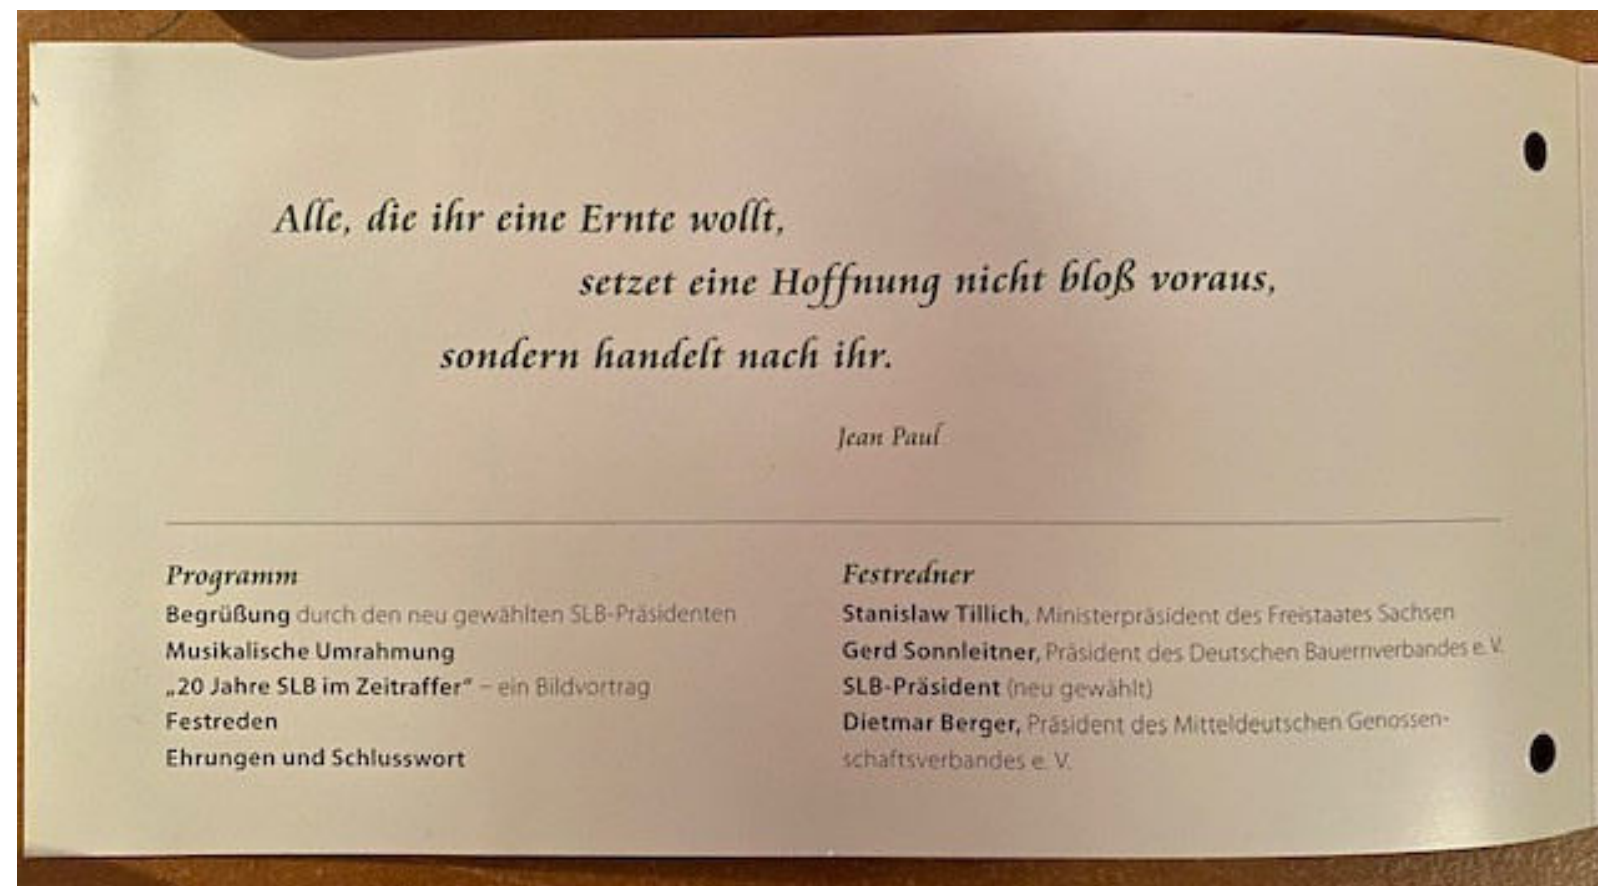 Alle, die ihr eine Ernte wollt,
setzet eine Hoffnung nicht bloß voraus,
sondern handelt nach ihr.
Jean Paul
Programm
Begrüßung durch den neu gewählten SLB-Präsidenten
Musikalische Umrahmung
„20 Jahre SLB im Zeitraffer“ – ein Bildvortrag
Festreden
Ehrungen und Schlusswort
Festredner
Stanislaw Tillich, Ministerpräsident des Freistaates Sachsen
Gerd Sonnleitner, Präsident des Deutschen Bauernverbandes e. V.
SLB-Präsident (neu gewählt)
Dietmar Berger, Präsident des Mitteldeutschen Genossen-
schaftsverbandes e. V.